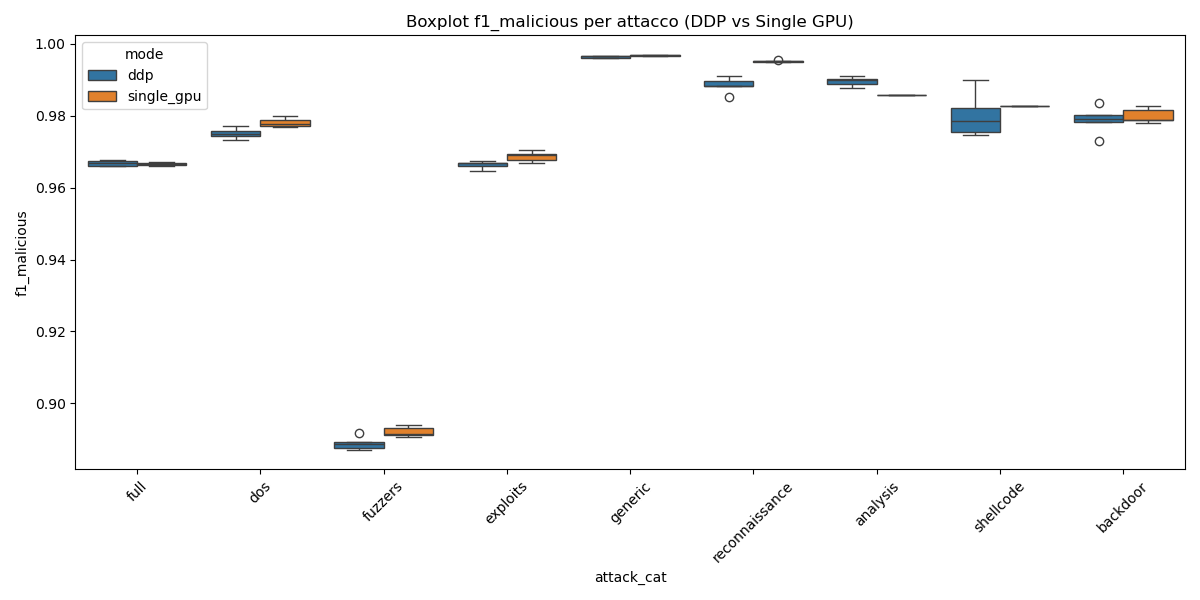 Boxplot f1_malicious per attacco (DDP vs Single GPU)
mode
ddp
single_gpu
f1_malicious
1.00
0.98
0.96
0.94
0.92
0.90
full
dos
fuzzers
exploits
generic
reconnaissance
analysis
shellcode
backdoor
attack_cat